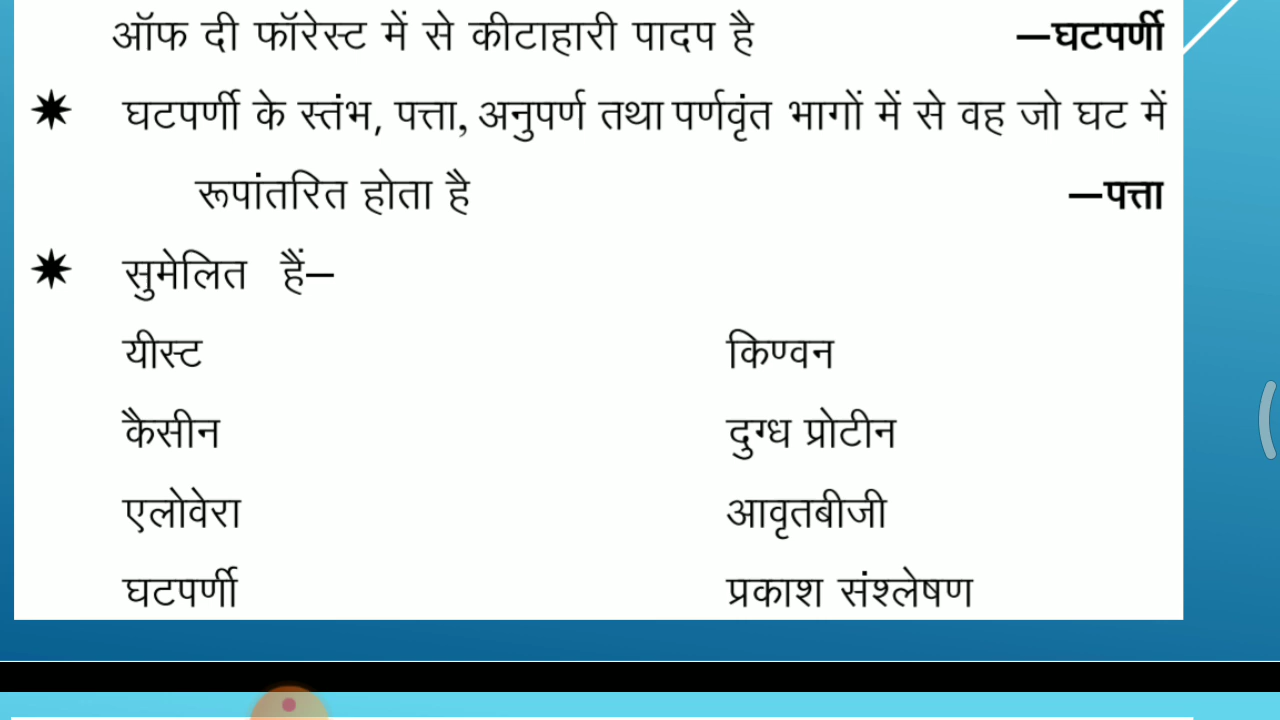 ऑफ दी फॉरेस्ट में से कीटाहारी पादप है —घटपर्णी
✷ घटपर्णी के स्तंभ, पत्ता, अनुपर्ण तथा पर्णवृंत भागों में से वह जो घट में
रूपांतरित होता है —पत्ता
✷ सुमेलित हैं–
यीस्ट किण्वन
कैसीन दुग्ध प्रोटीन
एलोवेरा आवृतबीजी
घटपर्णी प्रकाश संश्लेषण